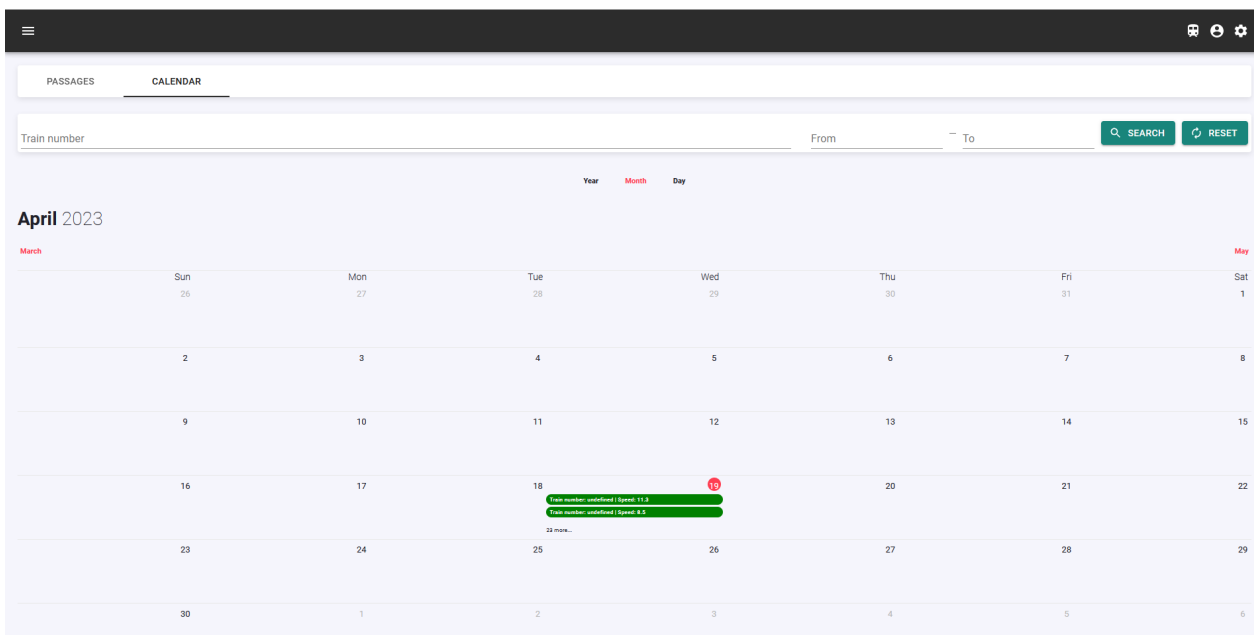 PASSAGES CALENDAR
Train number From – To SEARCH RESET
Year Month Day
April 2023
March May
Sun Mon Tue Wed Thu Fri Sat
26 27 28 29 30 31 1
2 3 4 5 6 7 8
9 10 11 12 13 14 15
16 17 18 19 20 21 22
Train number: undefined | Speed: 11.3
Train number: undefined | Speed: 8.5
23 more...
23 24 25 26 27 28 29
30 1 2 3 4 5 6